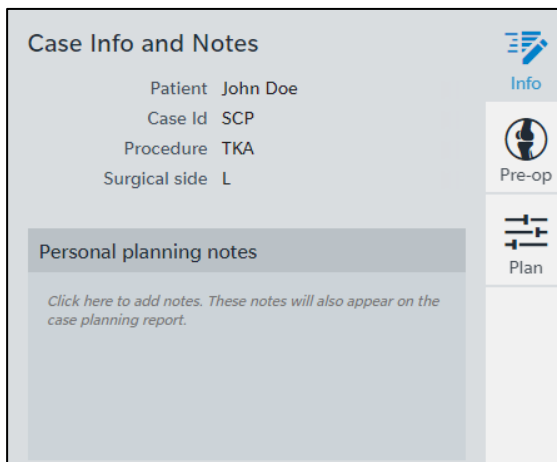 Case Info and Notes
Patient John Doe
Case Id SCP
Procedure TKA
Surgical side L
Personal planning notes
Click here to add notes. These notes will also appear on the
case planning report.
Info
Pre-op
Plan